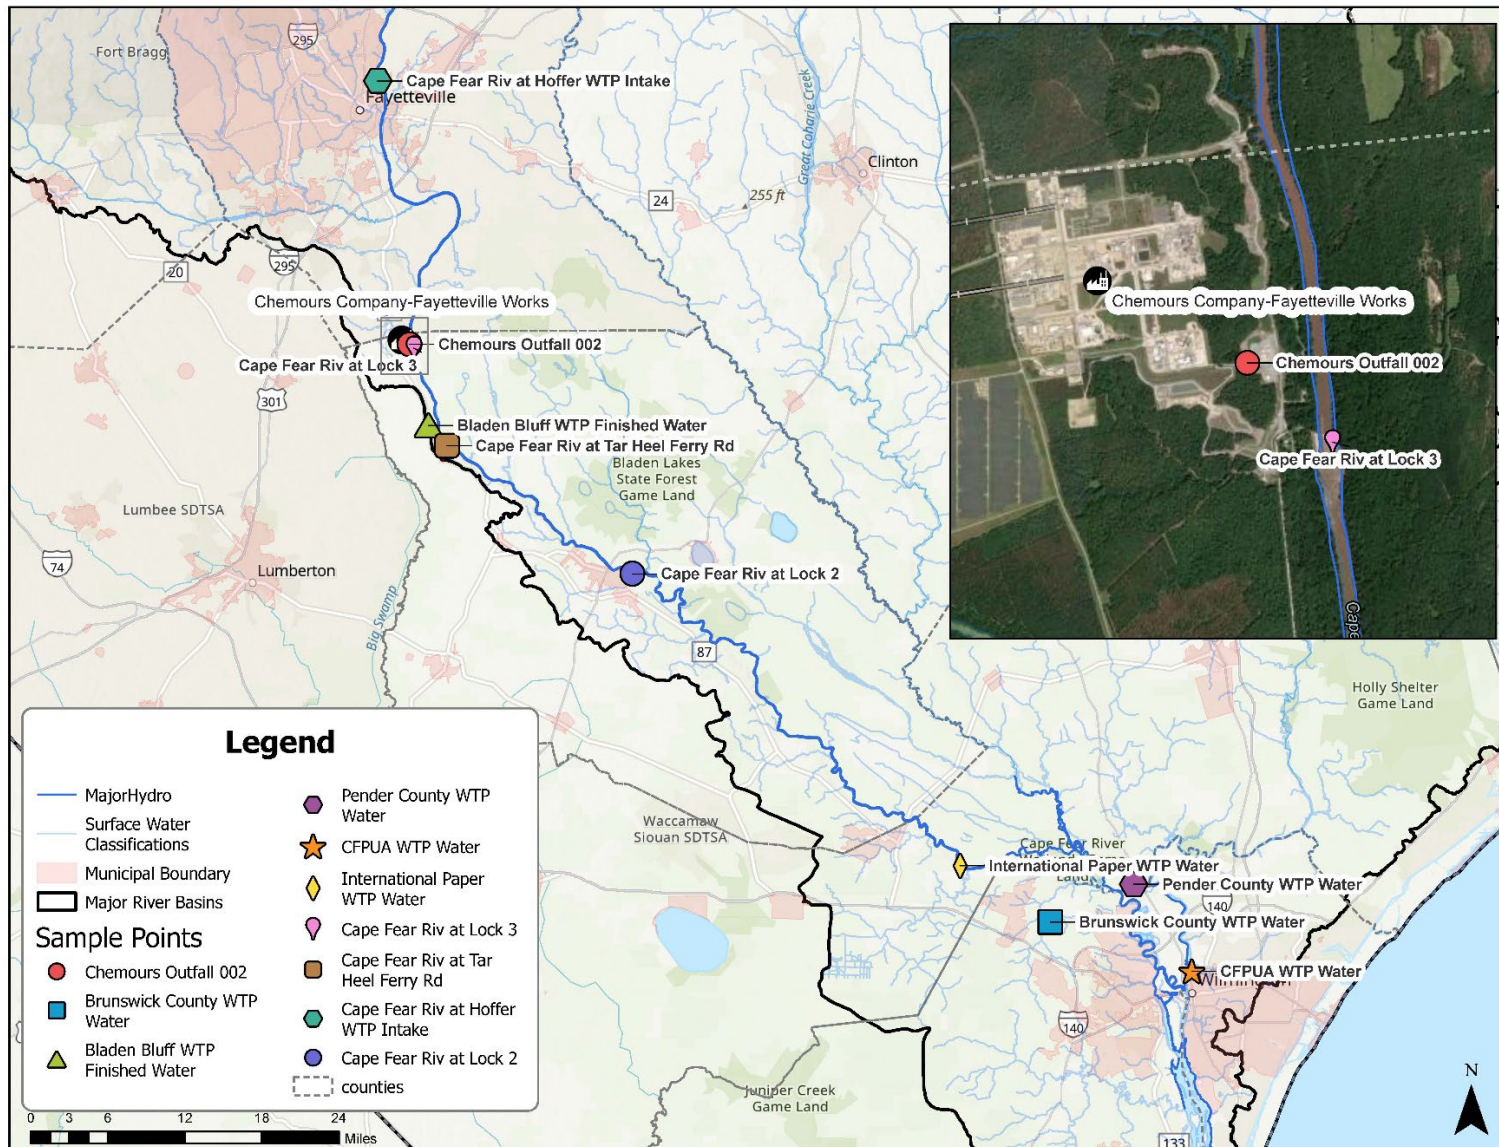 Fort Bragg
295
Cape Fear Riv at Hoffer WTP Intake
Fayetteville
Great Coharie Creek
Clinton
24
255 ft
20
295
Chemours Company-Fayetteville Works
Chemours Outfall 002
Cape Fear Riv at Lock 3
301
Bladen Bluff WTP Finished Water
Cape Fear Riv at Tar Heel Ferry Rd
Bladen Lakes
State Forest
Game Land
Lumbee SDTSA
74
Lumberton
Big Swamp
Cape Fear Riv at Lock 2
87
Chemours Company-Fayetteville Works
Chemours Outfall 002
Cape Fear Riv at Lock 3
Cape
Holly Shelter
Game Land
Waccamaw
Siouan SDTSA
Cape Fear River
International Paper WTP Water
Pender County WTP Water
140
Brunswick County WTP Water
CFPUA WTP Water
140
Juniper Creek
Game Land
133
N
Legend
MajorHydro
Surface Water
Classifications
Municipal Boundary
Major River Basins
Sample Points
Chemours Outfall 002
Brunswick County WTP
Water
Bladen Bluff WTP
Finished Water
Pender County WTP
Water
CFPUA WTP Water
International Paper
WTP Water
Cape Fear Riv at Lock 3
Cape Fear Riv at Tar
Heel Ferry Rd
Cape Fear Riv at Hoffer
WTP Intake
Cape Fear Riv at Lock 2
counties
0 3 6 12 18 24
Miles